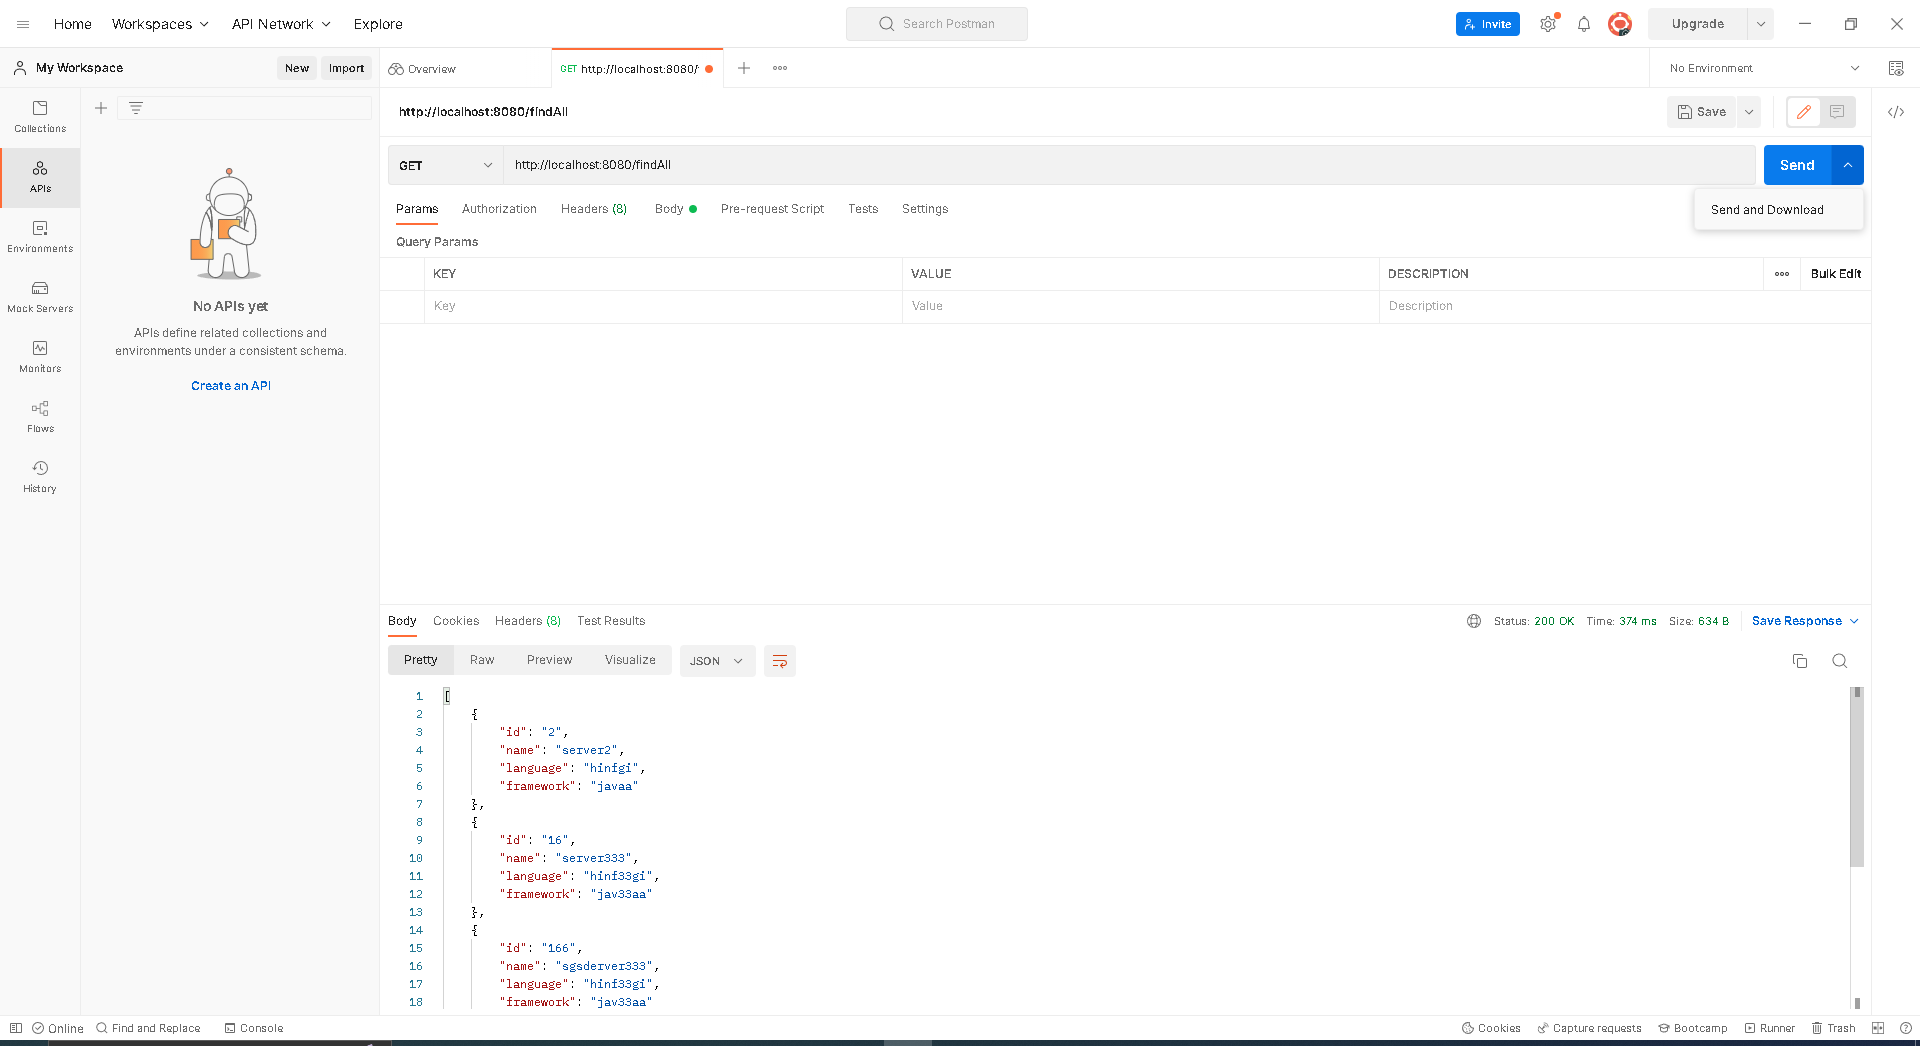 Home Workspaces API Network Explore Search Postman Invite Upgrade
My Workspace New Import Overview GET http://localhost:8080/ No Environment
http://localhost:8080/findAll Save
GET http://localhost:8080/findAll Send
Send and Download
Params Authorization Headers (8) Body Pre-request Script Tests Settings
Query Params
KEY VALUE DESCRIPTION Bulk Edit
Key Value Description
Collections
APIs
Environments
Mock Servers
Monitors
Flows
History
No APIs yet
APIs define related collections and
environments under a consistent schema.
Create an API
Body Cookies Headers (8) Test Results Status: 200 OK Time: 374 ms Size: 634 B Save Response
Pretty Raw Preview Visualize JSON
1 [
2 {
3 "id": "2",
4 "name": "server2",
5 "language": "hinfgi",
6 "framework": "javaa"
7 },
8 {
9 "id": "16",
10 "name": "server333",
11 "language": "hinf33gi",
12 "framework": "jav33aa"
13 },
14 {
15 "id": "166",
16 "name": "sgsderver333",
17 "language": "hinf33gi",
18 "framework": "jav33aa"
Online Find and Replace Console Cookies Capture requests Bootcamp Runner Trash